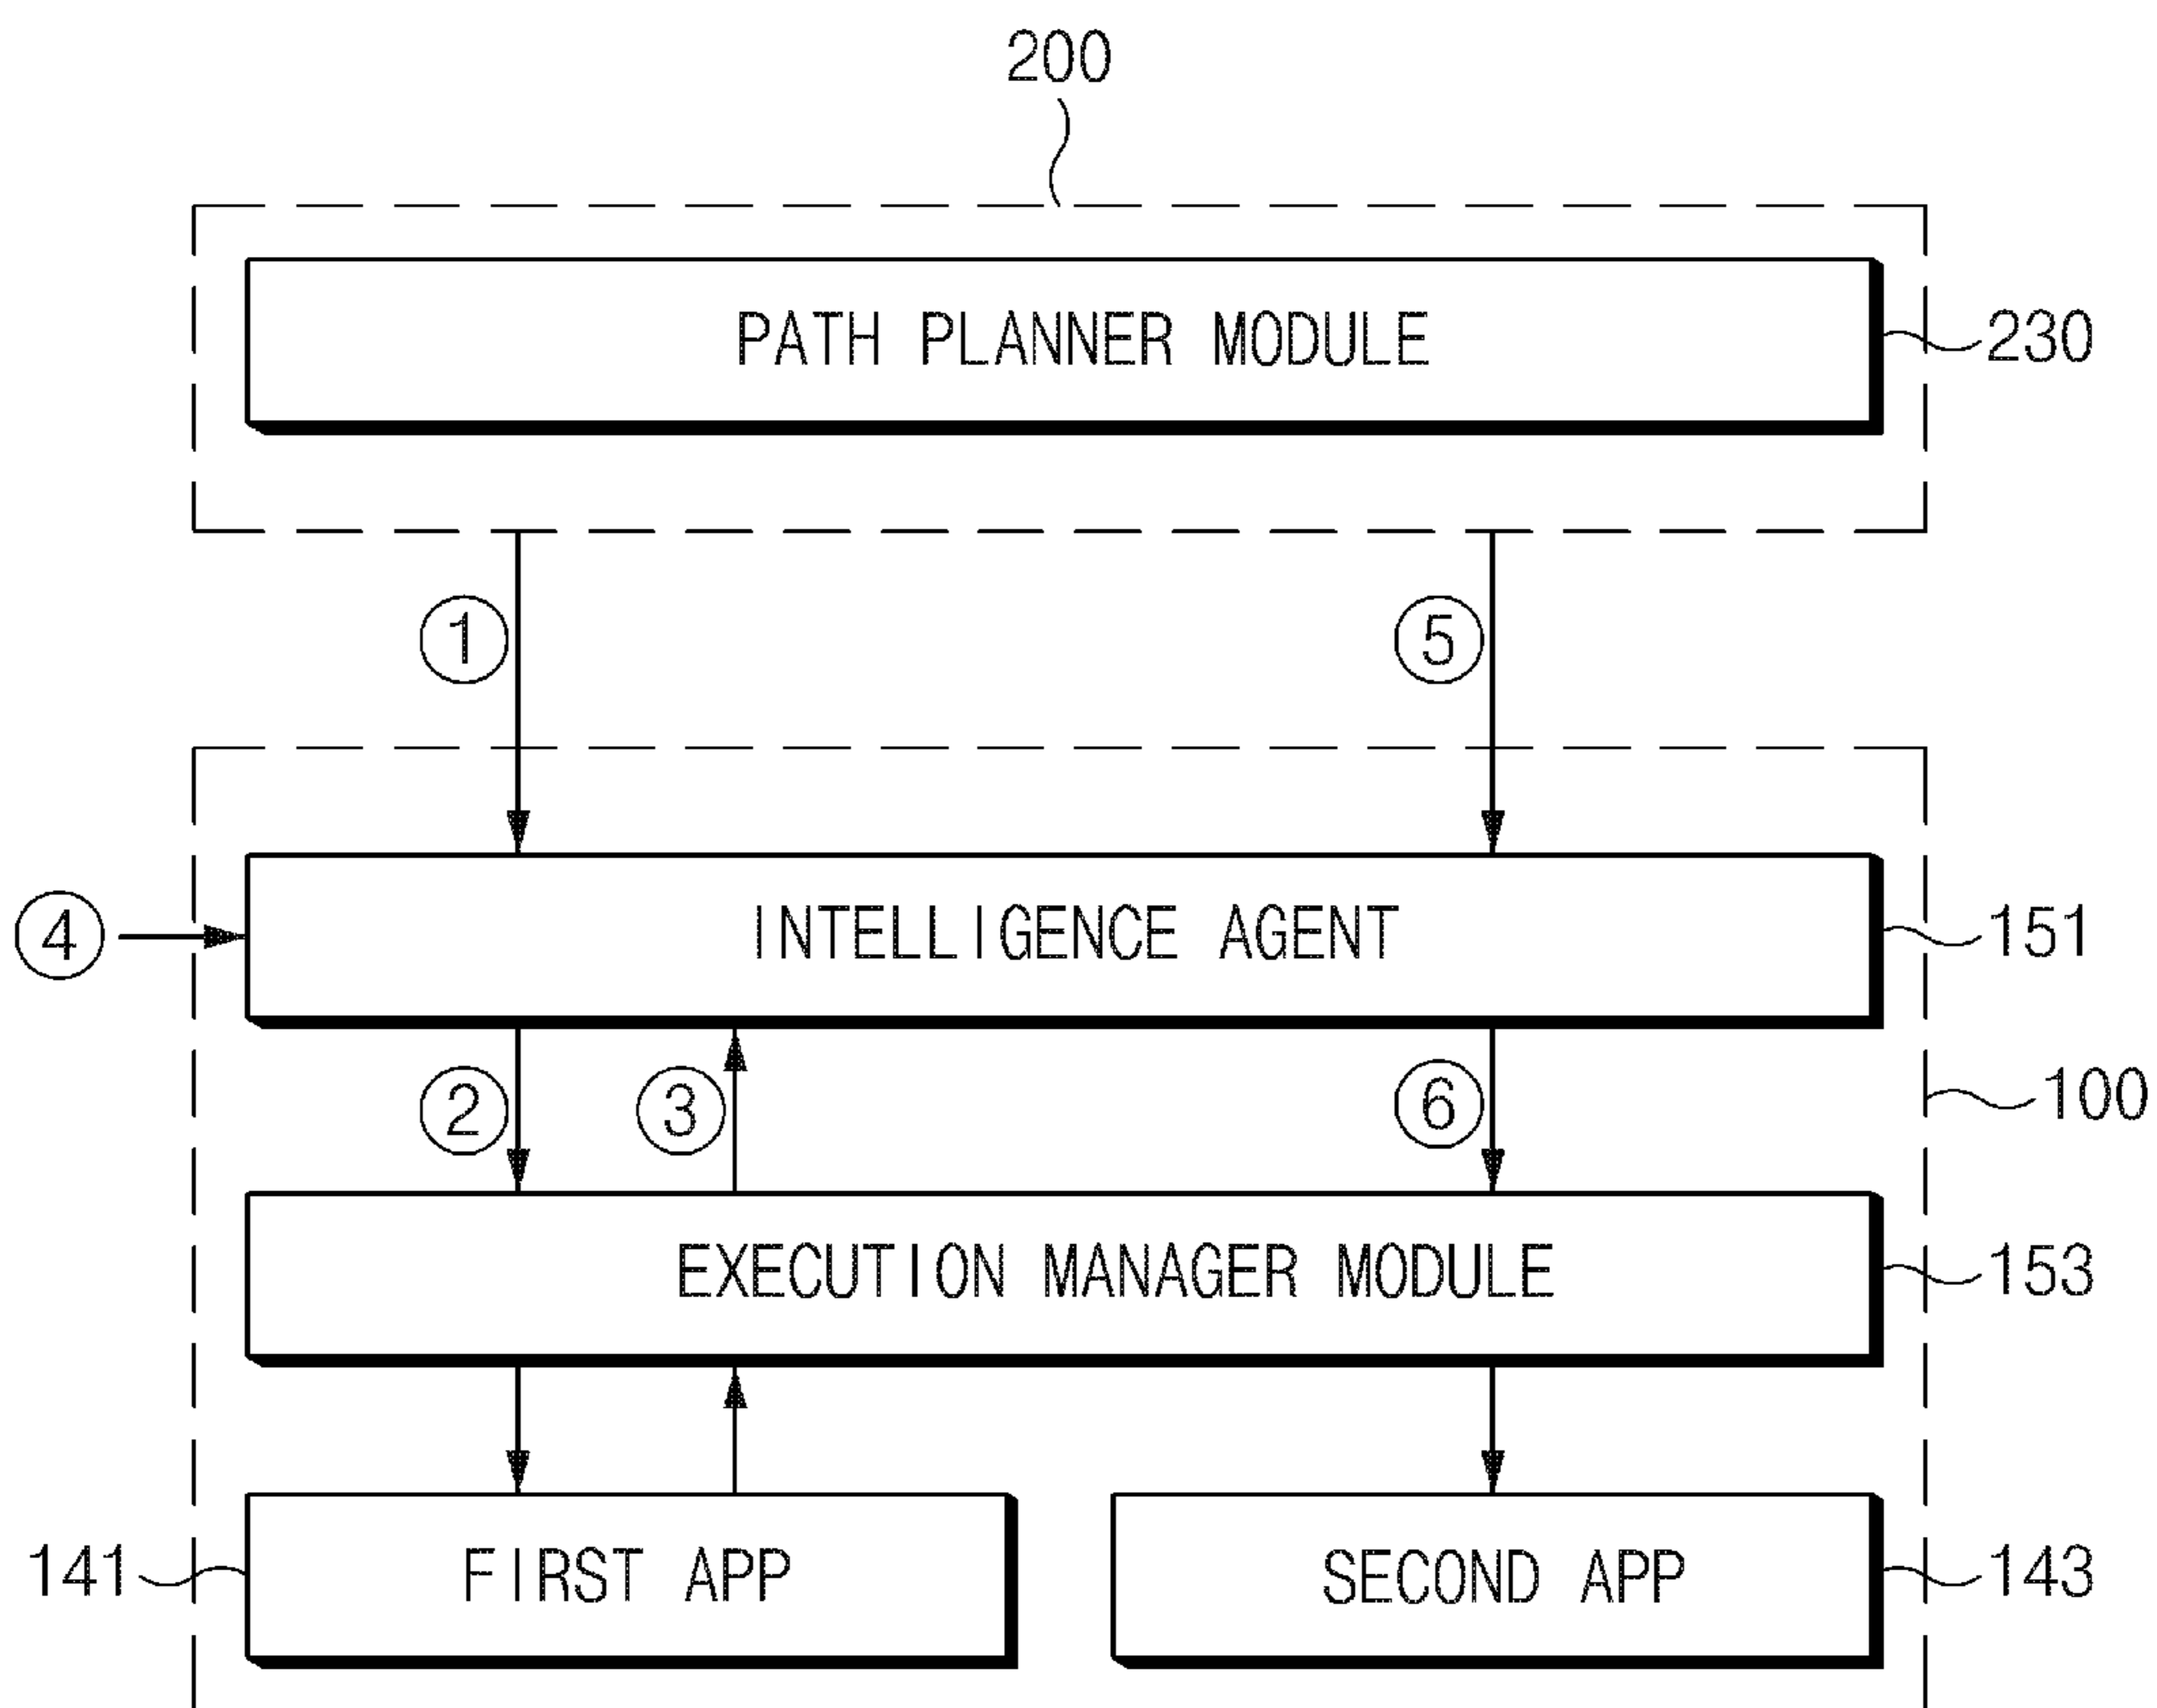 200
PATH PLANNER MODULE
230
①
⑤
④
INTELLIGENCE AGENT
151
②
③
⑥
100
EXECUTION MANAGER MODULE
153
141
FIRST APP
SECOND APP
143